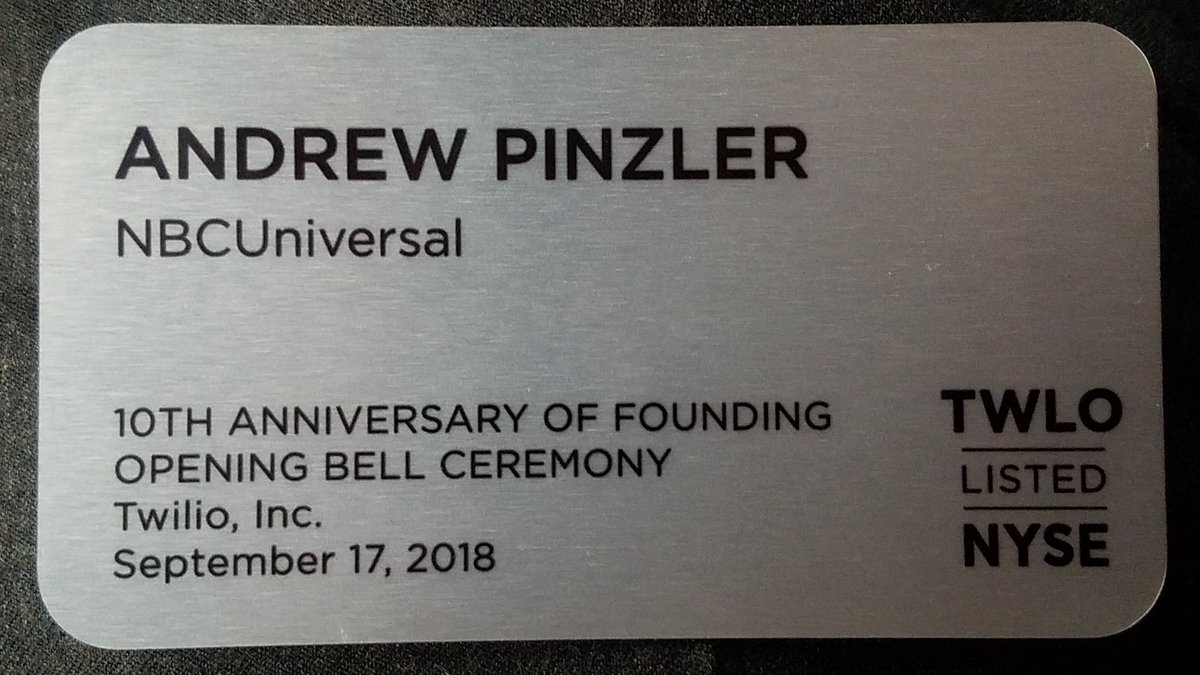 ANDREW PINZLER
NBCUniversal
10TH ANNIVERSARY OF FOUNDING
OPENING BELL CEREMONY
Twilio, Inc.
September 17, 2018
TWLO
LISTED
NYSE